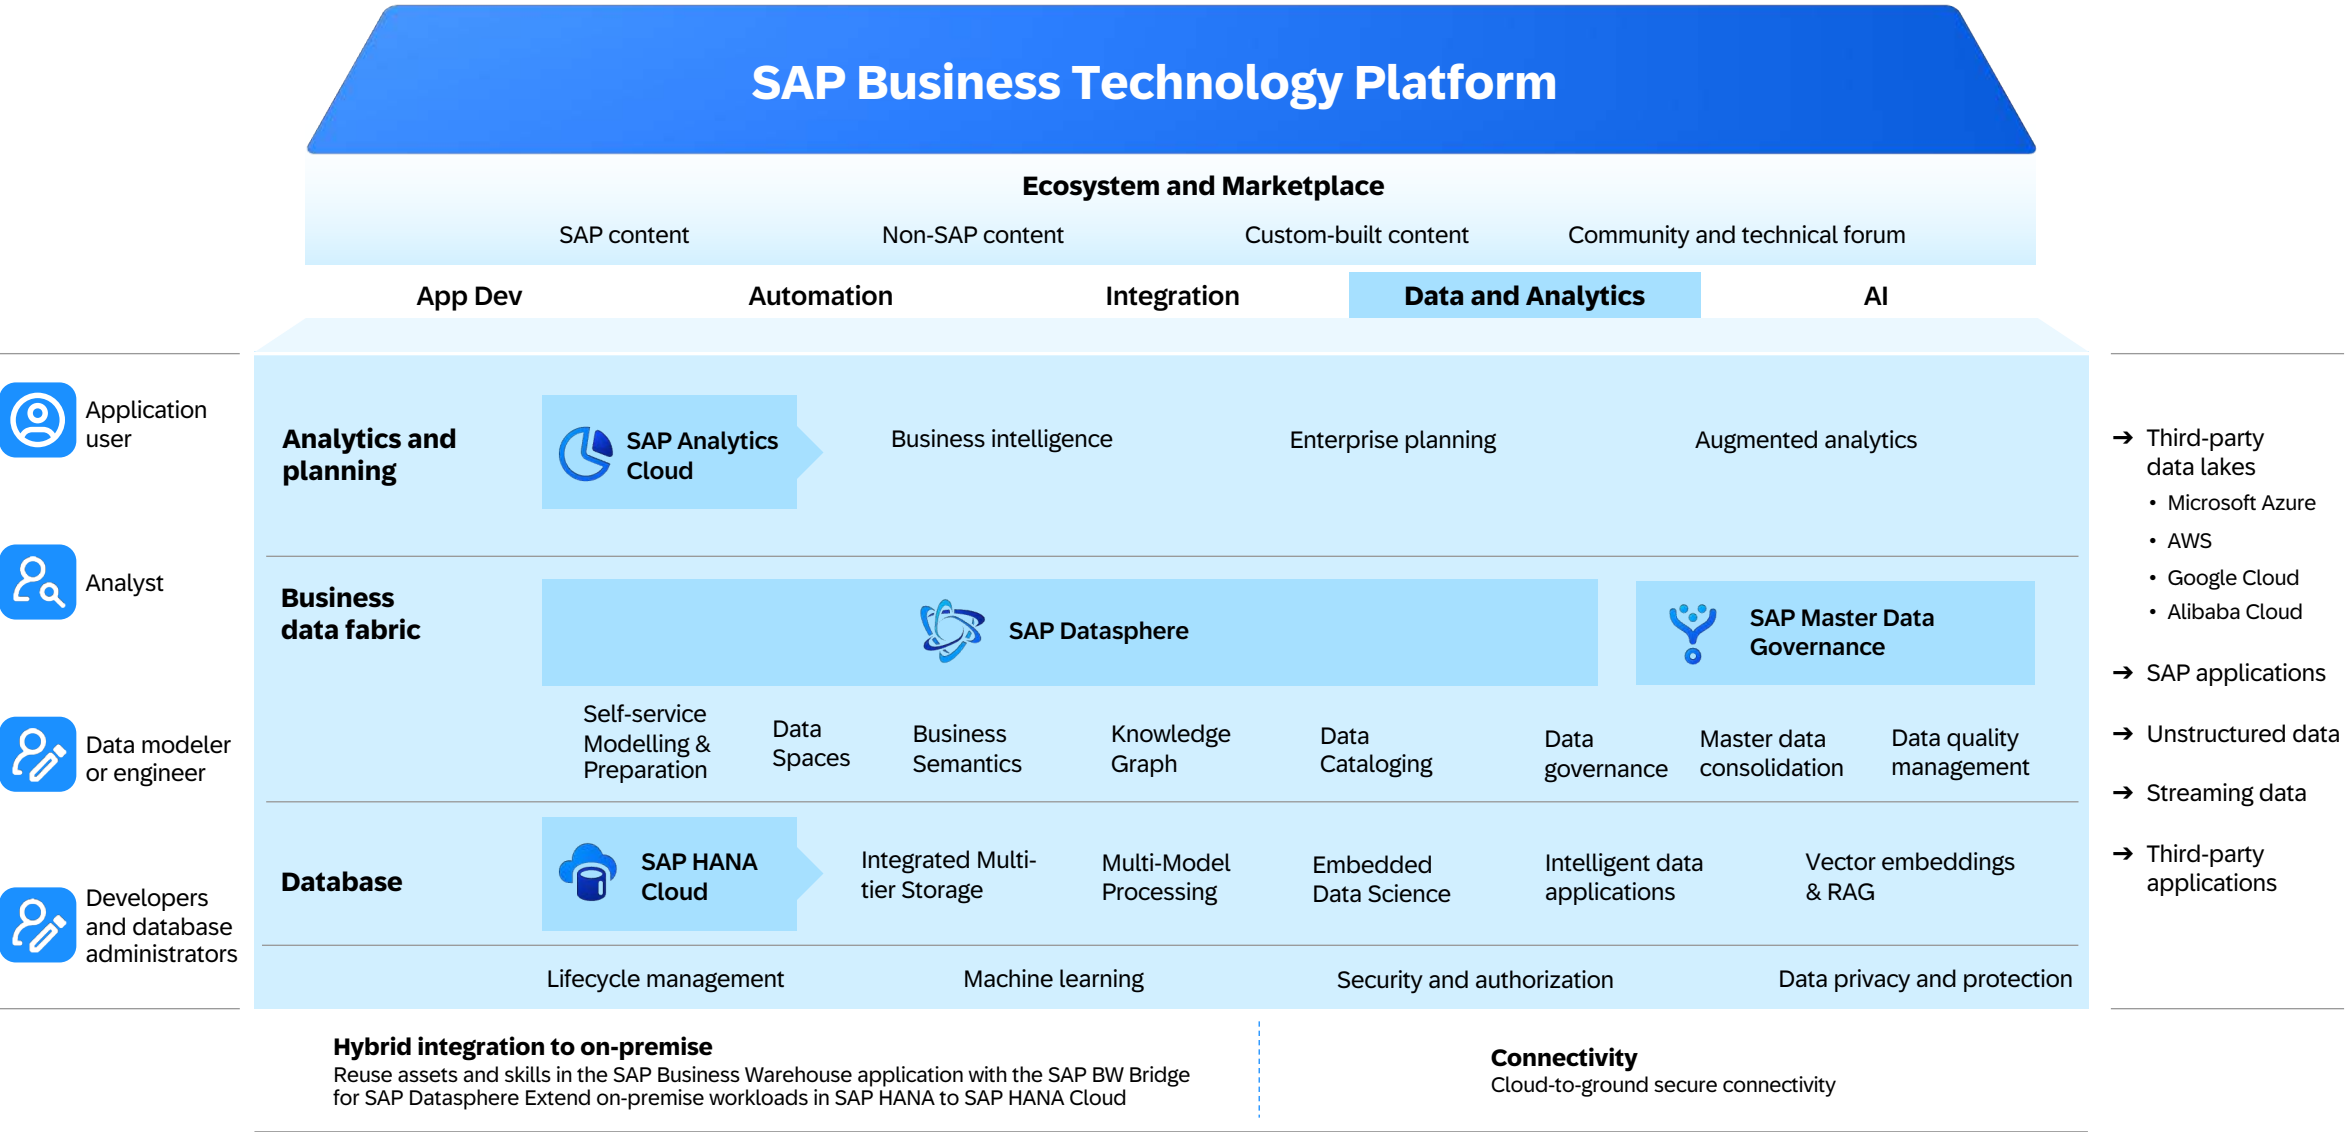 SAP Business Technology Platform
Ecosystem and Marketplace
SAP content
Non-SAP content
Custom-built content
Community and technical forum
App Dev
Automation
Integration
Data and Analytics
AI
Application
user
Analyst
Data modeler
or engineer
Developers
and database
administrators
Analytics and
planning
SAP Analytics
Cloud
Business intelligence
Enterprise planning
Augmented analytics
Business
data fabric
SAP Datasphere
SAP Master Data
Governance
Self-service
Modelling &
Preparation
Data
Spaces
Business
Semantics
Knowledge
Graph
Data
Cataloging
Data
governance
Master data
consolidation
Data quality
management
Database
SAP HANA
Cloud
Integrated Multi-
tier Storage
Multi-Model
Processing
Embedded
Data Science
Intelligent data
applications
Vector embeddings
& RAG
Lifecycle management
Machine learning
Security and authorization
Data privacy and protection
➔ Third-party
data lakes
• Microsoft Azure
• AWS
• Google Cloud
• Alibaba Cloud
➔ SAP applications
➔ Unstructured data
➔ Streaming data
➔ Third-party
applications
Hybrid integration to on-premise
Reuse assets and skills in the SAP Business Warehouse application with the SAP BW Bridge
for SAP Datasphere Extend on-premise workloads in SAP HANA to SAP HANA Cloud
Connectivity
Cloud-to-ground secure connectivity